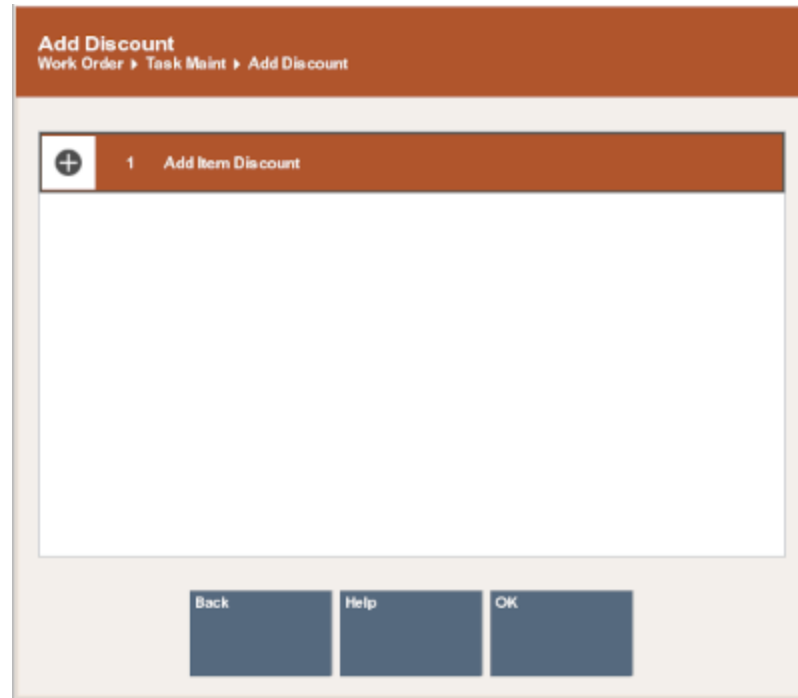 Add Discount
Work Order ▸ Task Maint ▸ Add Discount
1 Add Item Discount
Back Help OK